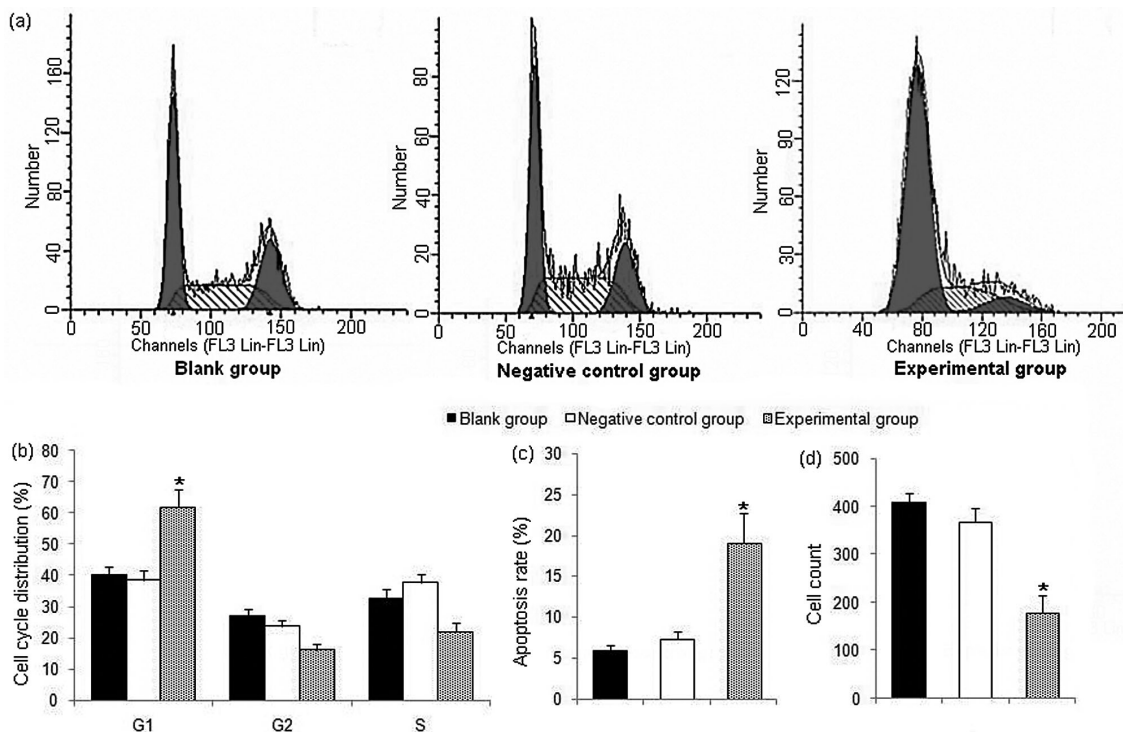 (a)
160
120
80
40
0
Number
0 50 100 150 200
Channels (FL3 Lin-FL3 Lin)
Blank group
80
60
40
20
0
Number
0 50 100 150 200
Channels (FL3 Lin-FL3 Lin)
Negative control group
120
90
60
30
0
Number
0 40 80 120 160 200
Channels (FL3 Lin-FL3 Lin)
Experimental group
Blank group Negative control group Experimental group
(b)
80
70
60
50
40
30
20
10
0
Cell cycle distribution (%)
*
G1 G2 S
(c)
30
25
20
15
10
5
0
Apoptosis rate (%)
*
(d)
500
400
300
200
100
0
Cell count
*